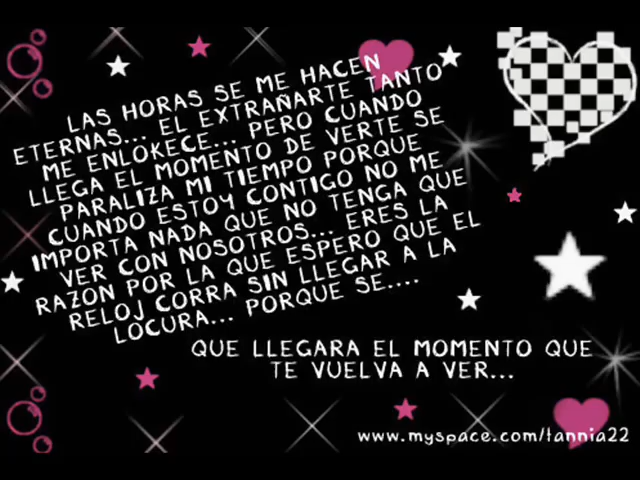 LAS HORAS SE ME HACEN
ETERNAS... EL EXTRAÑARTE TANTO
ME ENLOKECE... PERO CUANDO
LLEGA EL MOMENTO DE VERTE SE
PARALIZA MI TIEMPO PORQUE
CUANDO ESTOY CONTIGO NO ME
IMPORTA NADA QUE NO TENGA QUE
VER CON NOSOTROS... ERES LA
RAZON POR LA QUE ESPERO QUE EL
RELOJ CORRA SIN LLEGAR A LA
LOCURA... PORQUE SE....
QUE LLEGARA EL MOMENTO QUE
TE VUELVA A VER...
www.myspace.com/tannia22